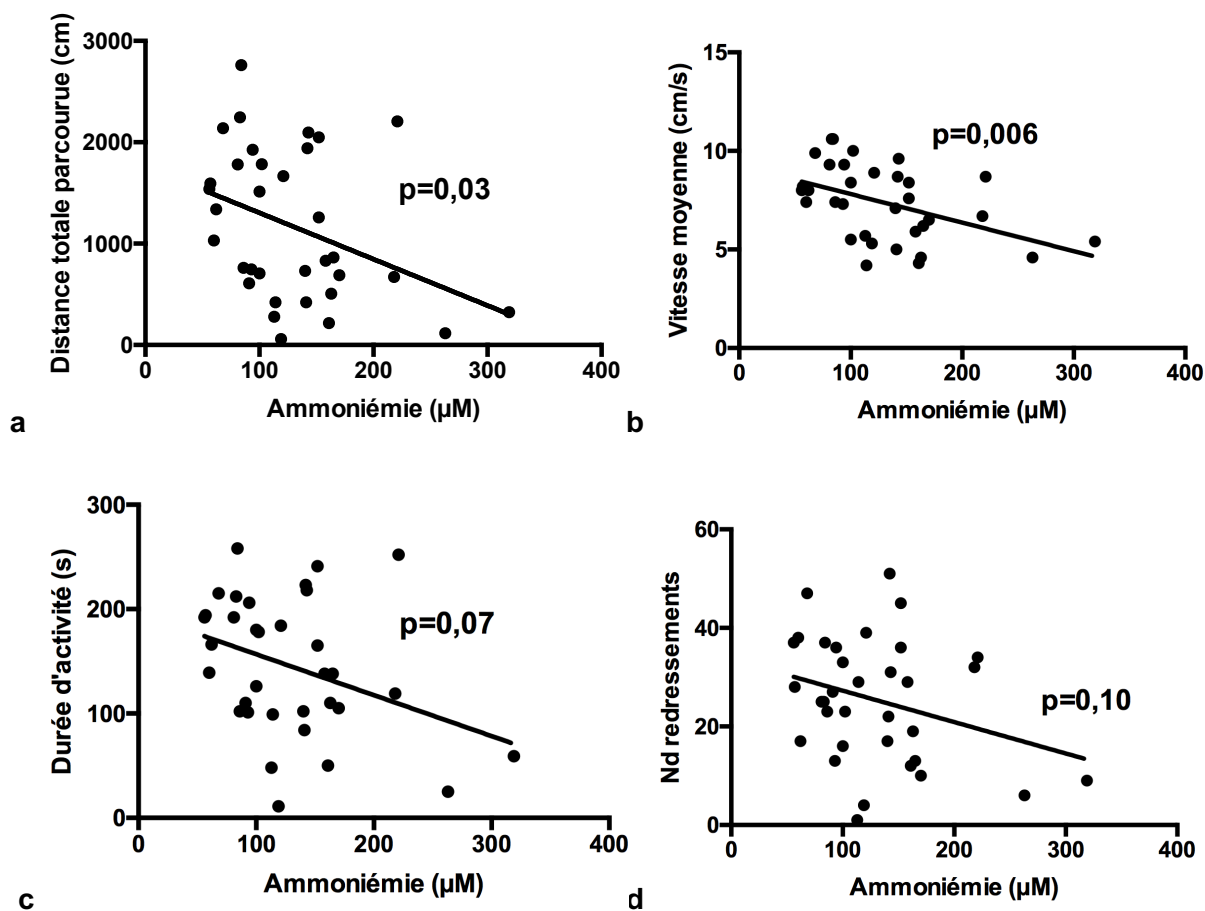 Distance totale parcourue (cm)
3000
2000
1000
0
p=0,03
0 100 200 300 400
Ammoniémie (µM)
a
Vitesse moyenne (cm/s)
15
10
5
0
p=0,006
0 100 200 300 400
Ammoniémie (µM)
b
Durée d'activité (s)
300
200
100
0
p=0,07
0 100 200 300 400
Ammoniémie (µM)
c
Nd redressements
60
40
20
0
p=0,10
0 100 200 300 400
Ammoniémie (µM)
d